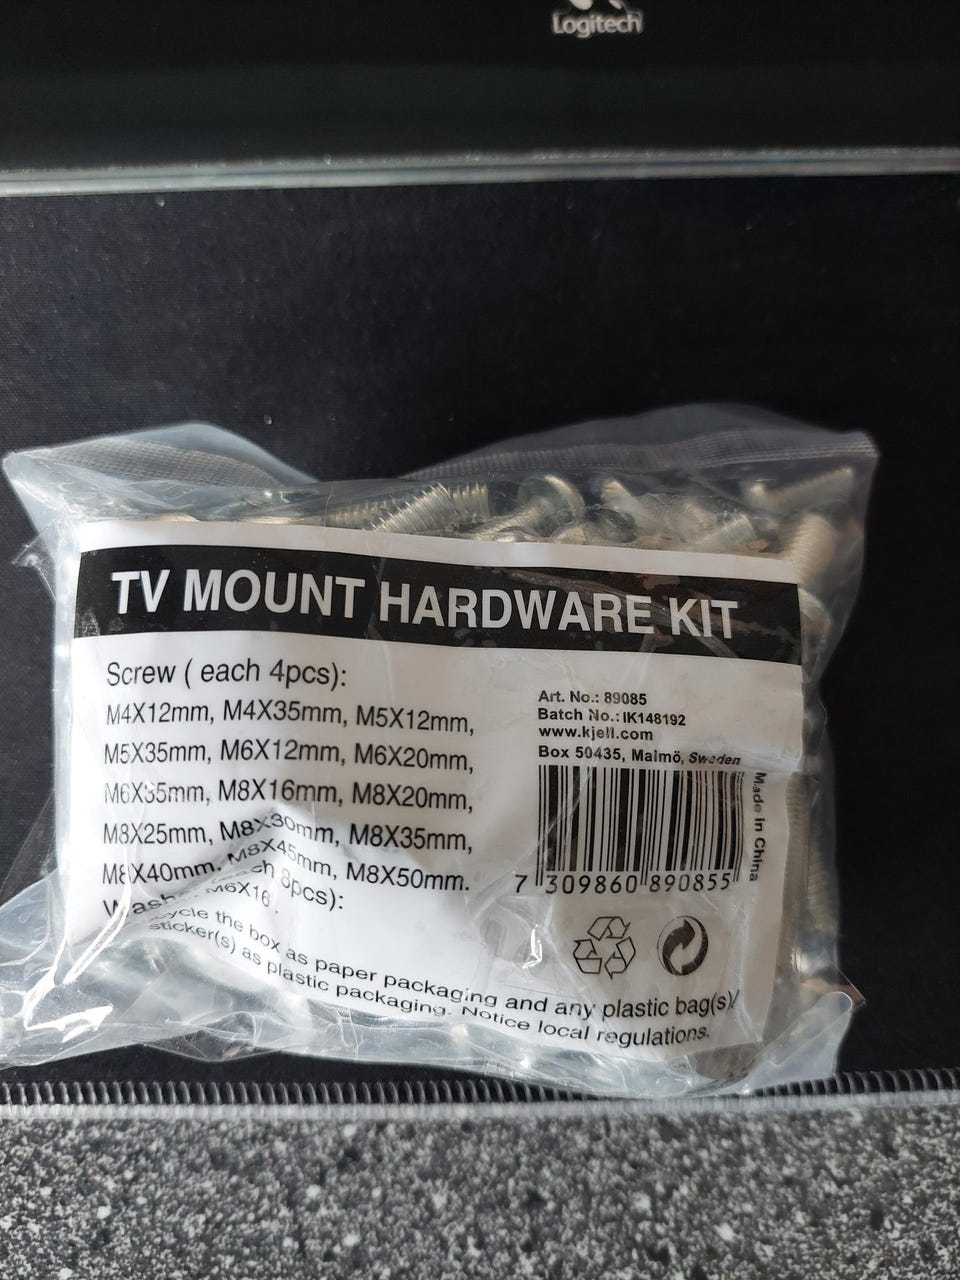 Logitech
TV MOUNT HARDWARE KIT
Screw ( each 4pcs):
M4X12mm, M4X35mm, M5X12mm,
M5X35mm, M6X12mm, M6X20mm,
M6X35mm, M8X16mm, M8X20mm,
M8X25mm, M8X30mm, M8X35mm,
M8X40mm. M8X45mm, M8X50mm.
8pcs):
M6X16
Art. No.: 89085
Batch No.: IK148192
www.kjell.com
Box 50435, Malmö, Sweden
Made in China
7 309860 890855
the box as paper packaging and any plastic bag(s)/
sticker(s) as plastic packaging. Notice local regulations.